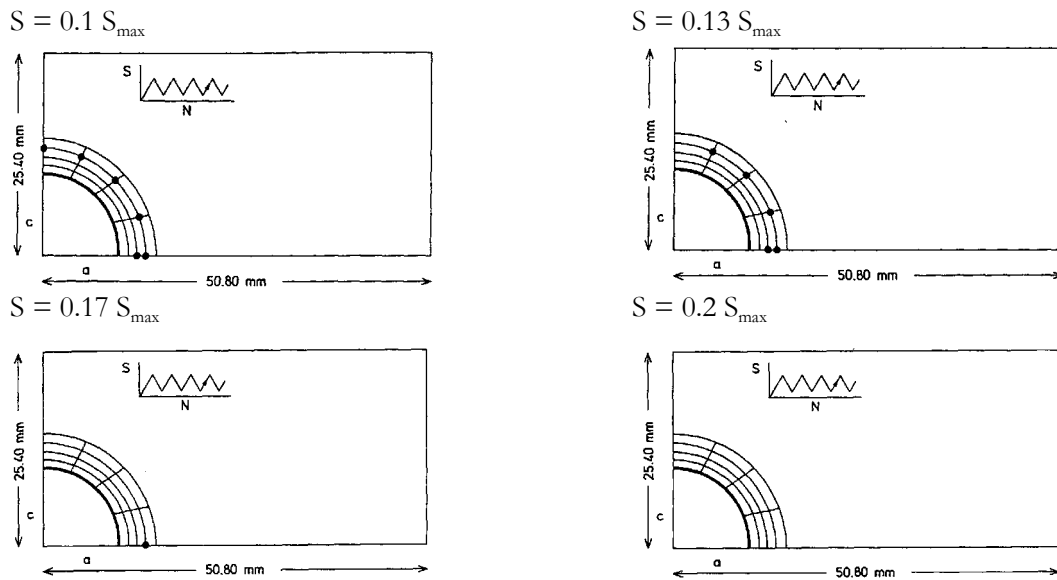 S = 0.1 S_max
S
N
25.40 mm
c
a
50.80 mm
S = 0.13 S_max
S
N
25.40 mm
c
a
50.80 mm
S = 0.17 S_max
S
N
25.40 mm
c
a
50.80 mm
S = 0.2 S_max
S
N
25.40 mm
c
a
50.80 mm